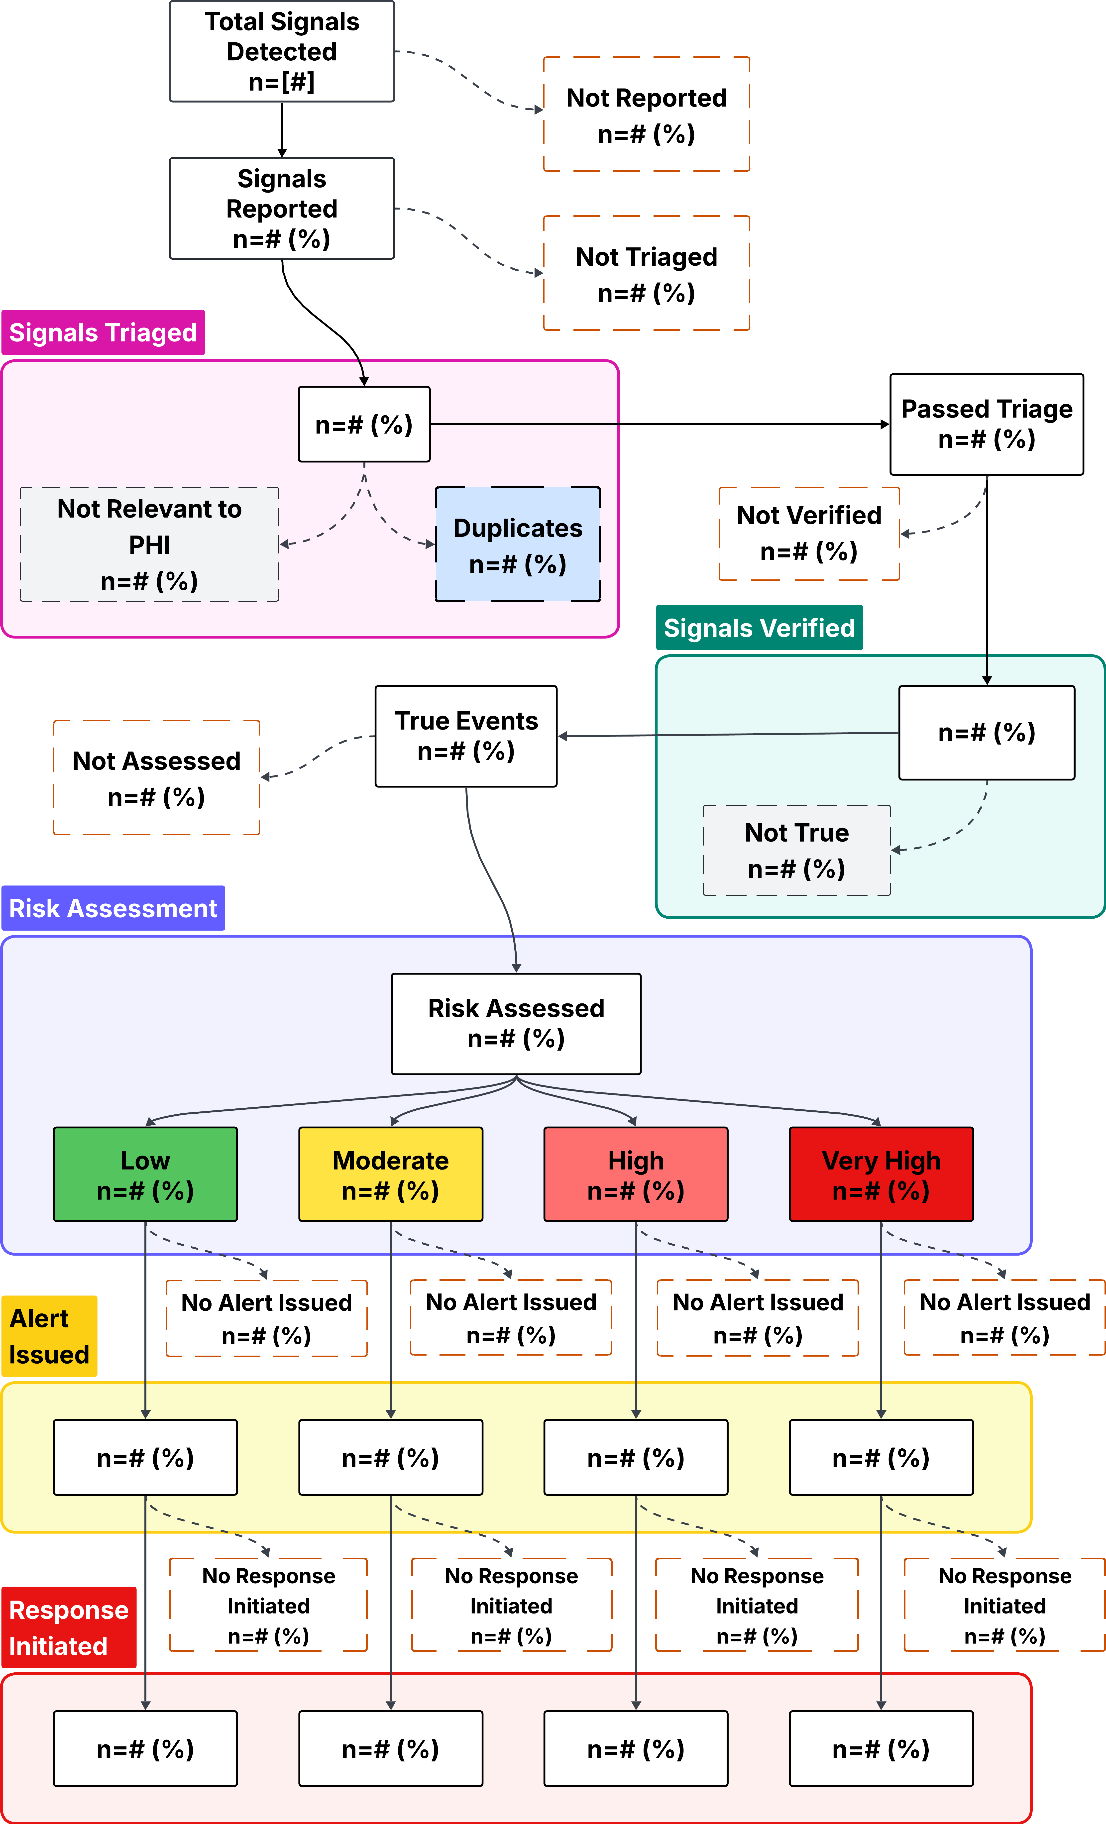 Total Signals
Detected
n=[#]
Not Reported
n=# (%)
Signals
Reported
n=# (%)
Not Triaged
n=# (%)
Signals Triaged
n=# (%)
Passed Triage
n=# (%)
Not Relevant to
PHI
n=# (%)
Duplicates
n=# (%)
Not Verified
n=# (%)
Signals Verified
n=# (%)
True Events
n=# (%)
Not Assessed
n=# (%)
Not True
n=# (%)
Risk Assessment
Risk Assessed
n=# (%)
Low
n=# (%)
Moderate
n=# (%)
High
n=# (%)
Very High
n=# (%)
No Alert Issued
n=# (%)
No Alert Issued
n=# (%)
No Alert Issued
n=# (%)
No Alert Issued
n=# (%)
Alert
Issued
n=# (%)
n=# (%)
n=# (%)
n=# (%)
No Response
Initiated
n=# (%)
No Response
Initiated
n=# (%)
No Response
Initiated
n=# (%)
No Response
Initiated
n=# (%)
Response
Initiated
n=# (%)
n=# (%)
n=# (%)
n=# (%)